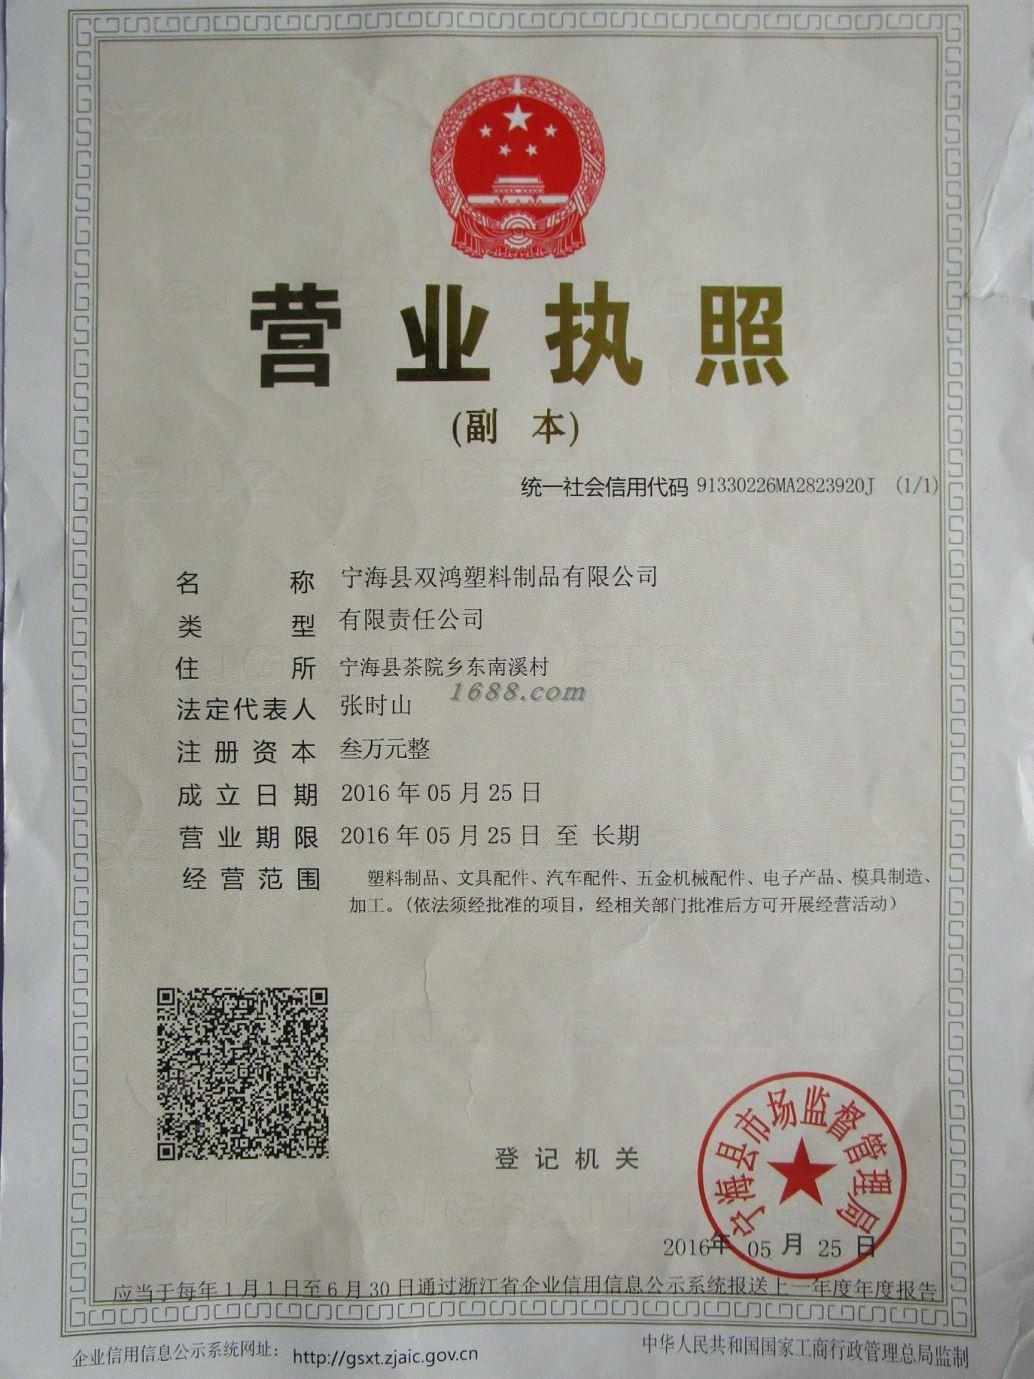 营业执照
(副 本)
统一社会信用代码 91330226MA2823920J (1/1)
名称 宁海县双鸿塑料制品有限公司
类型 有限责任公司
住所 宁海县茶院乡东南溪村
1688.com
法定代表人 张时山
注册资本 叁万元整
成立日期 2016年05月25日
营业期限 2016年05月25日 至 长期
经营范围 塑料制品、文具配件、汽车配件、五金机械配件、电子产品、模具制造、
加工。(依法须经批准的项目，经相关部门批准后方可开展经营活动)
登记机关
宁海县市场监督管理局
2016年 05月 25日
应当于每年1月1日至6月30日通过浙江省企业信用信息公示系统报送上一年度年度报告
企业信用信息公示系统网址： http://gsxt.zjaic.gov.cn
中华人民共和国国家工商行政管理总局监制